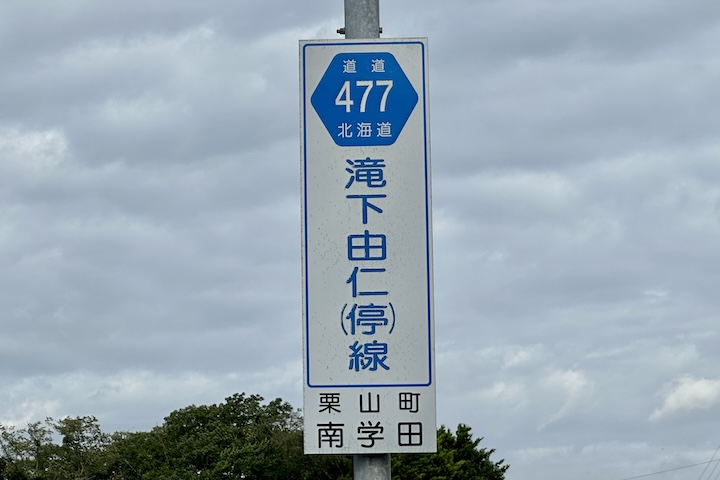 道道
477
北海道
滝下由仁(停)線
栗山町
南学田